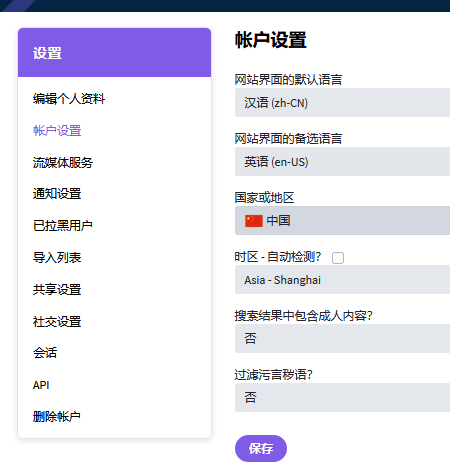 设置
编辑个人资料
帐户设置
流媒体服务
通知设置
已拉黑用户
导入列表
共享设置
社交设置
会话
API
删除帐户
帐户设置
网站界面的默认语言
汉语 (zh-CN)
网站界面的备选语言
英语 (en-US)
国家或地区
中国
时区 - 自动检测？
Asia - Shanghai
搜索结果中包含成人内容？
否
过滤污言秽语？
否
保存